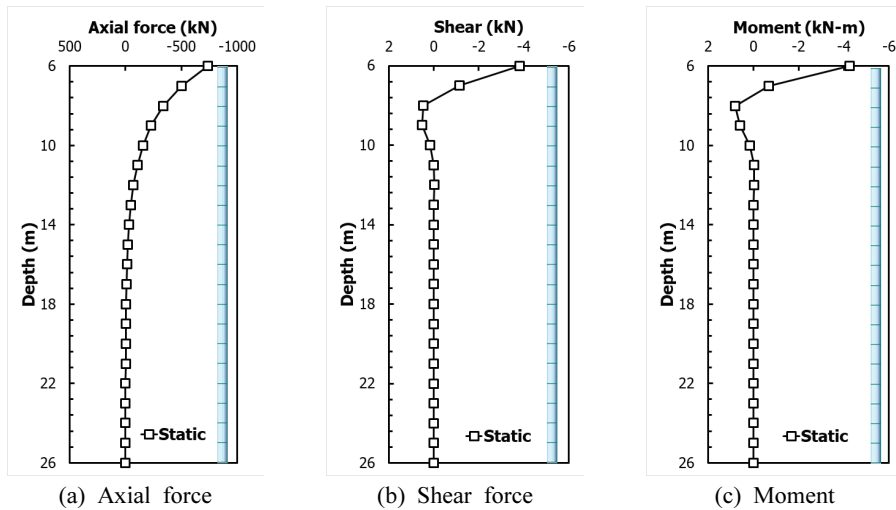 Axial force (kN)
500 0 -500 -1000
6
10
14
18
22
26
Depth (m)
Static
(a) Axial force
Shear (kN)
2 0 -2 -4 -6
6
10
14
18
22
26
Depth (m)
Static
(b) Shear force
Moment (kN-m)
2 0 -2 -4 -6
6
10
14
18
22
26
Depth (m)
Static
(c) Moment